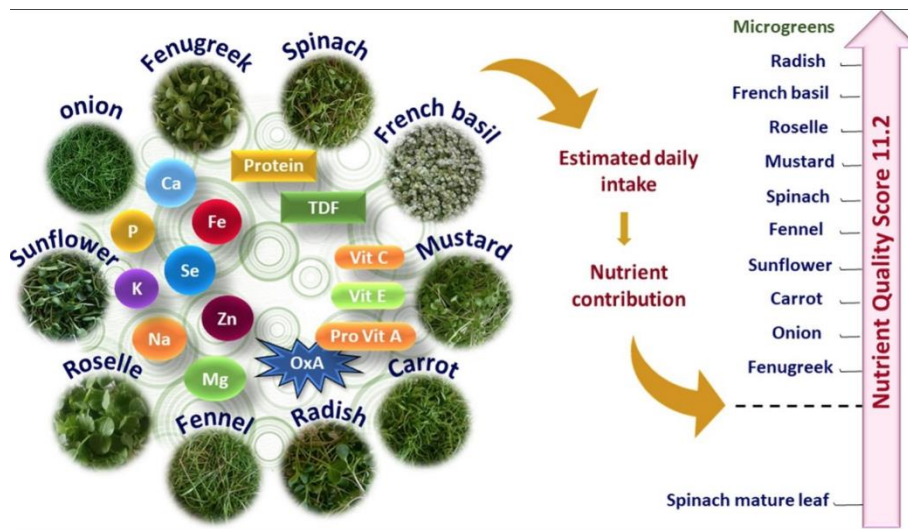 Fenugreek
Spinach
onion
French basil
Protein
Ca
TDF
P
Fe
Sunflower
Mustard
Vit C
Se
K
Vit E
Zn
Na
Pro Vit A
OxA
Roselle
Mg
Carrot
Fennel
Radish
Estimated daily
intake
Nutrient
contribution
Microgreens
Radish
French basil
Roselle
Mustard
Spinach
Fennel
Sunflower
Carrot
Onion
Fenugreek
Spinach mature leaf
Nutrient Quality Score 11.2